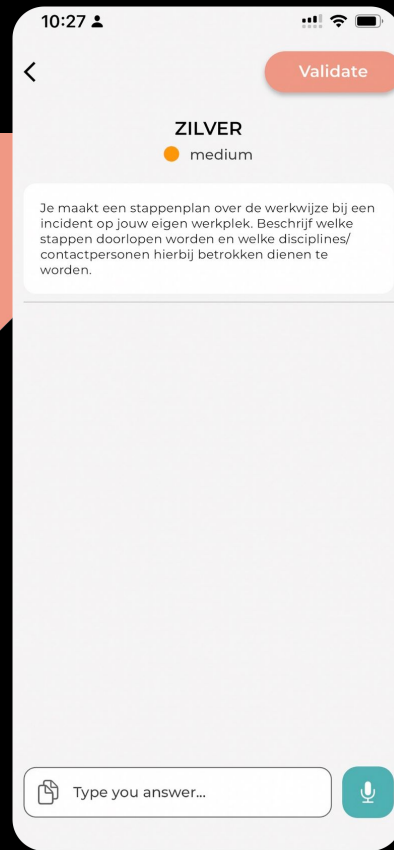 10:27
Validate
ZILVER
medium
Je maakt een stappenplan over de werkwijze bij een
incident op jouw eigen werkplek. Beschrijf welke
stappen doorlopen worden en welke disciplines/
contactpersonen hierbij betrokken dienen te
worden.
Type you answer...